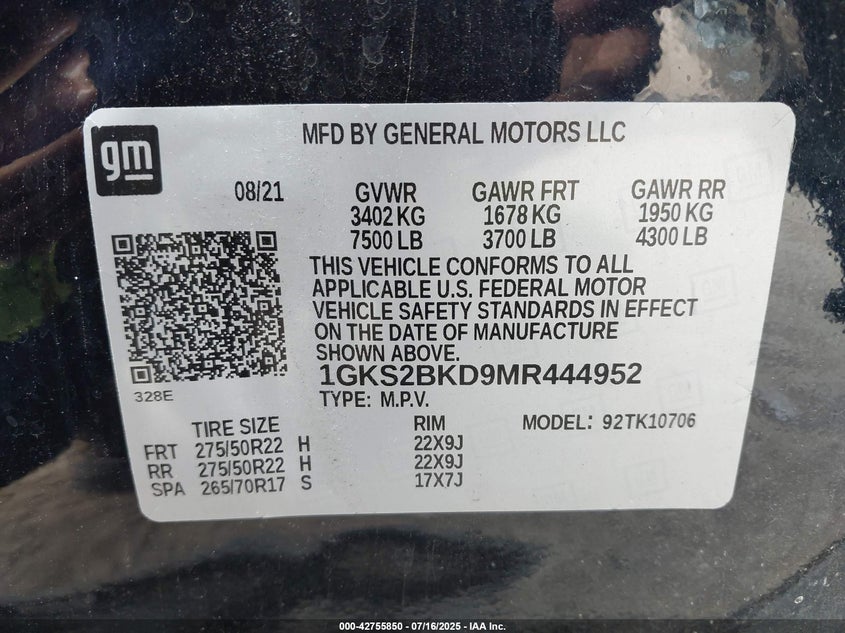 gm
MFD BY GENERAL MOTORS LLC
08/21 GVWR GAWR FRT GAWR RR
3402 KG 1678 KG 1950 KG
7500 LB 3700 LB 4300 LB
THIS VEHICLE CONFORMS TO ALL
APPLICABLE U.S. FEDERAL MOTOR
VEHICLE SAFETY STANDARDS IN EFFECT
ON THE DATE OF MANUFACTURE
SHOWN ABOVE.
1GKS2BKD9MR444952
328E
TYPE: M.P.V.
TIRE SIZE RIM MODEL: 92TK10706
FRT 275/50R22 H 22X9J
RR 275/50R22 H 22X9J
SPA 265/70R17 S 17X7J
000-42755850 - 07/16/2025 - IAA Inc.